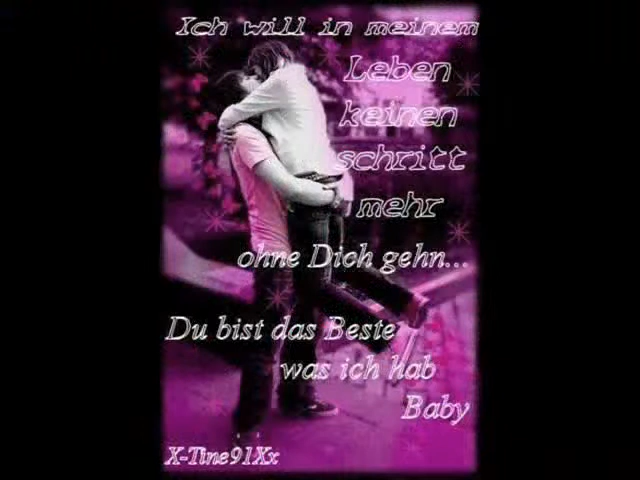 Ich will in meinem
Leben
keinen
schritt
mehr
ohne Dich gehn...
Du bist das Beste
was ich hab
Baby
X-Tine91Xx